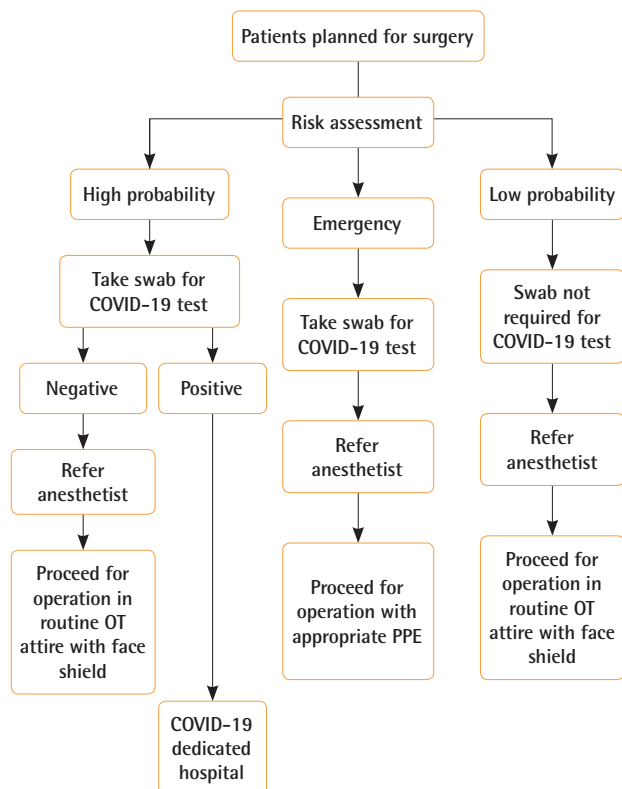 Patients planned for surgery
Risk assessment
High probability
Emergency
Low probability
Take swab for
COVID-19 test
Take swab for
COVID-19 test
Swab not
required for
COVID-19 test
Negative
Positive
Refer
anesthetist
Refer
anesthetist
Refer
anesthetist
Proceed for
operation in
routine OT
attire with face
shield
Proceed for
operation with
appropriate PPE
Proceed for
operation in
routine OT
attire with face
shield
COVID-19
dedicated
hospital